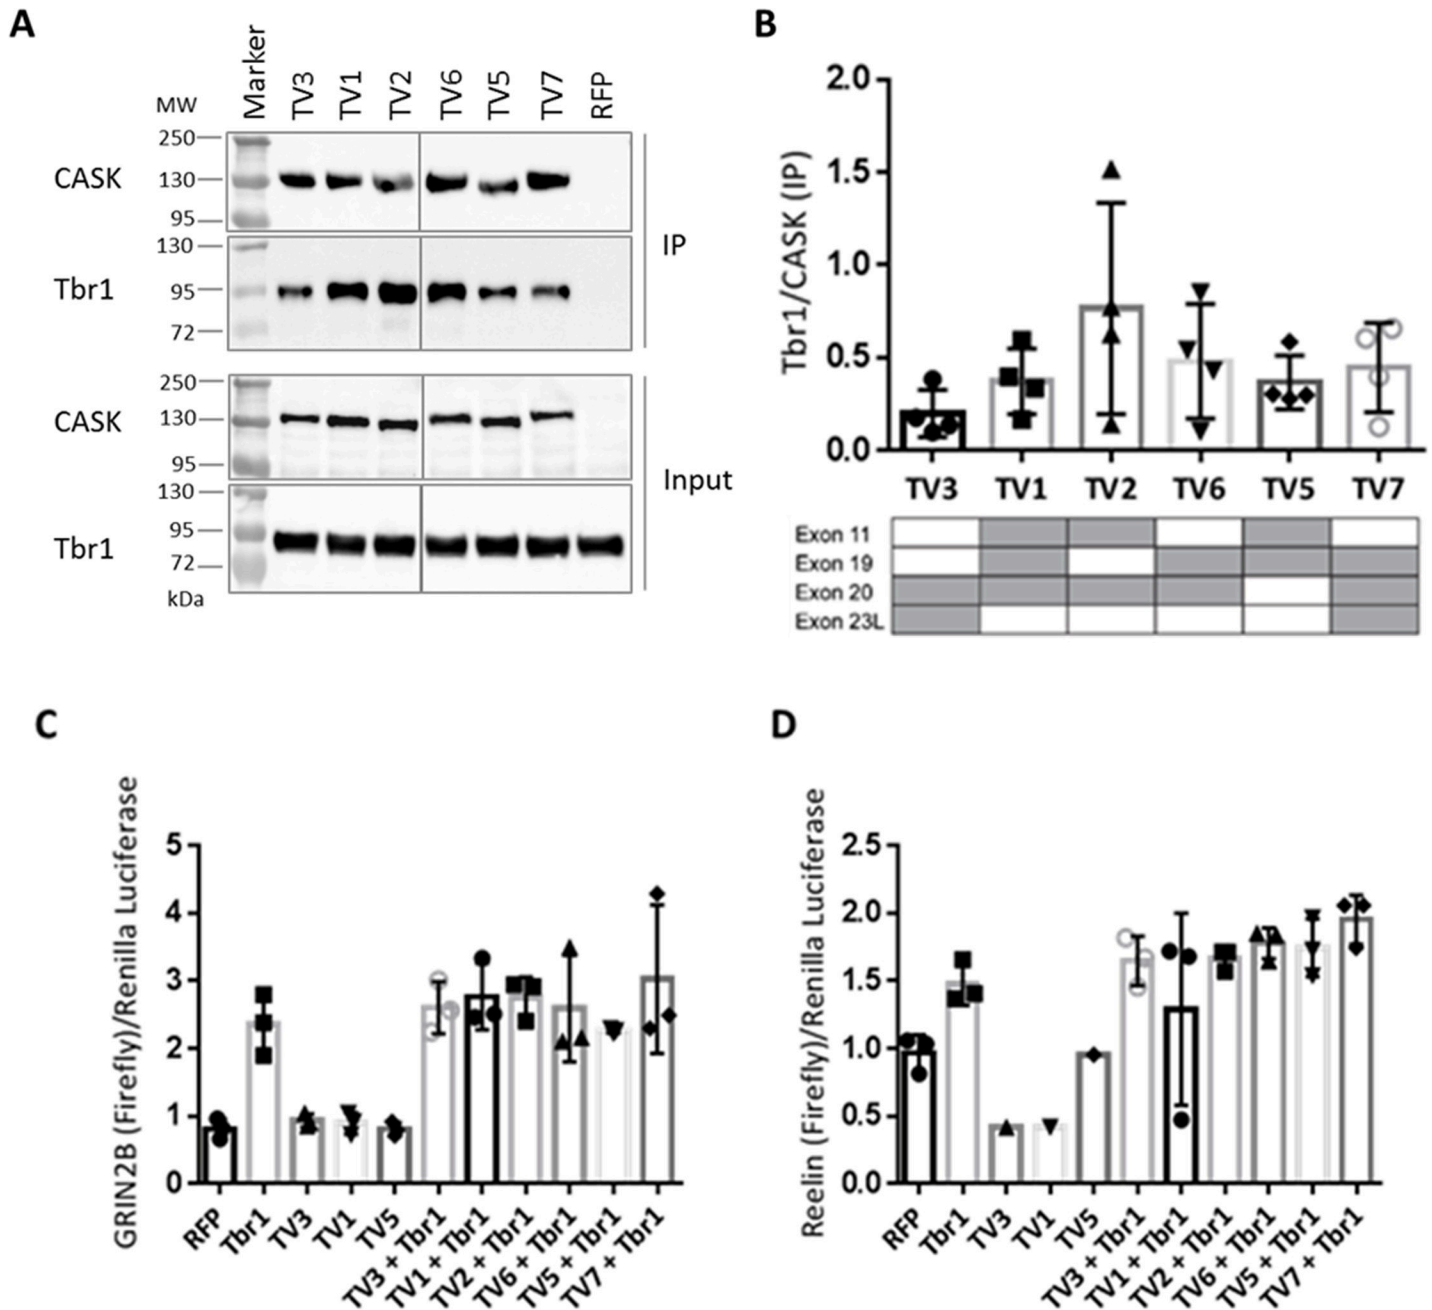 A
MW
Marker
TV3
TV1
TV2
TV6
TV5
TV7
RFP
250
CASK
130
95
130
Tbr1
95
72
IP
250
CASK
130
95
130
95
Tbr1
72
kDa
Input
B
Tbr1/CASK (IP)
2.0
1.5
1.0
0.5
0.0
TV3 TV1 TV2 TV6 TV5 TV7
Exon 11
Exon 19
Exon 20
Exon 23L
C
GRIN2B (Firefly)/Renilla Luciferase
5
4
3
2
1
0
RFP
Tbr1
TV3
TV1
TV5
TV3 + Tbr1
TV1 + Tbr1
TV2 + Tbr1
TV6 + Tbr1
TV5 + Tbr1
TV7 + Tbr1
D
Reelin (Firefly)/Renilla Luciferase
2.5
2.0
1.5
1.0
0.5
0.0
RFP
Tbr1
TV3
TV1
TV5
TV3 + Tbr1
TV1 + Tbr1
TV2 + Tbr1
TV6 + Tbr1
TV5 + Tbr1
TV7 + Tbr1